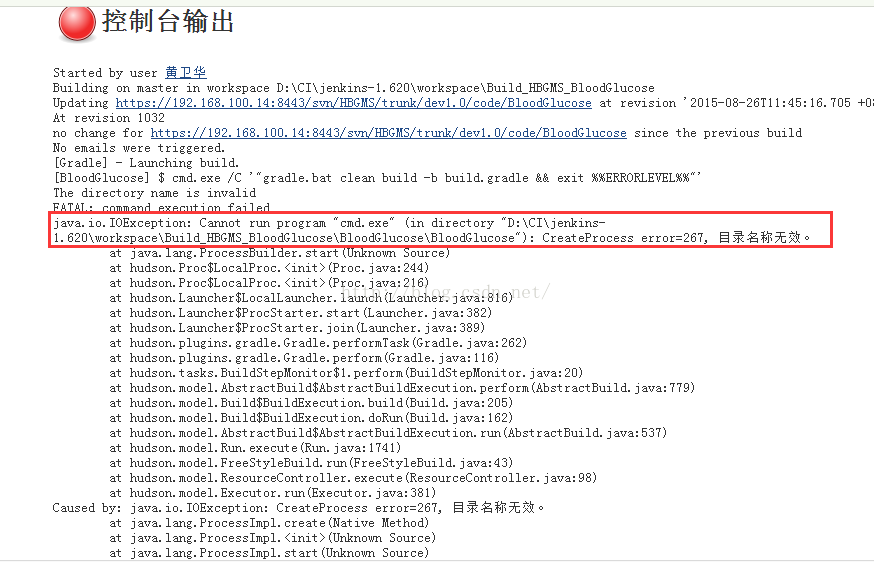 控制台输出
Started by user 黄卫华
Building on master in workspace D:\CI\jenkins-1.620\workspace\Build_HBGMS_BloodGlucose
Updating https://192.168.100.14:8443/svn/HBGMS/trunk/dev1.0/code/BloodGlucose at revision '2015-08-26T11:45:16.705 +08
At revision 1032
no change for https://192.168.100.14:8443/svn/HBGMS/trunk/dev1.0/code/BloodGlucose since the previous build
No emails were triggered.
[Gradle] - Launching build.
[BloodGlucose] $ cmd.exe /C '"gradle.bat clean build -b build.gradle && exit %%ERRORLEVEL%%"'
The directory name is invalid
FATAL: command execution failed
java.io.IOException: Cannot run program "cmd.exe" (in directory "D:\CI\jenkins-
1.620\workspace\Build_HBGMS_BloodGlucose\BloodGlucose\BloodGlucose"): CreateProcess error=267, 目录名称无效。
at java.lang.ProcessBuilder.start(Unknown Source)
at hudson.Proc$LocalProc.<init>(Proc.java:244)
at hudson.Proc$LocalProc.<init>(Proc.java:216)
at hudson.Launcher$LocalLauncher.launch(Launcher.java:816)
at hudson.Launcher$ProcStarter.start(Launcher.java:382)
at hudson.Launcher$ProcStarter.join(Launcher.java:389)
at hudson.plugins.gradle.Gradle.performTask(Gradle.java:262)
at hudson.plugins.gradle.Gradle.perform(Gradle.java:116)
at hudson.tasks.BuildStepMonitor$1.perform(BuildStepMonitor.java:20)
at hudson.model.AbstractBuild$AbstractBuildExecution.perform(AbstractBuild.java:779)
at hudson.model.Build$BuildExecution.build(Build.java:205)
at hudson.model.Build$BuildExecution.doRun(Build.java:162)
at hudson.model.AbstractBuild$AbstractBuildExecution.run(AbstractBuild.java:537)
at hudson.model.Run.execute(Run.java:1741)
at hudson.model.FreeStyleBuild.run(FreeStyleBuild.java:43)
at hudson.model.ResourceController.execute(ResourceController.java:98)
at hudson.model.Executor.run(Executor.java:381)
Caused by: java.io.IOException: CreateProcess error=267, 目录名称无效。
at java.lang.ProcessImpl.create(Native Method)
at java.lang.ProcessImpl.<init>(Unknown Source)
at java.lang.ProcessImpl.start(Unknown Source)
http://blog.csdn.net/